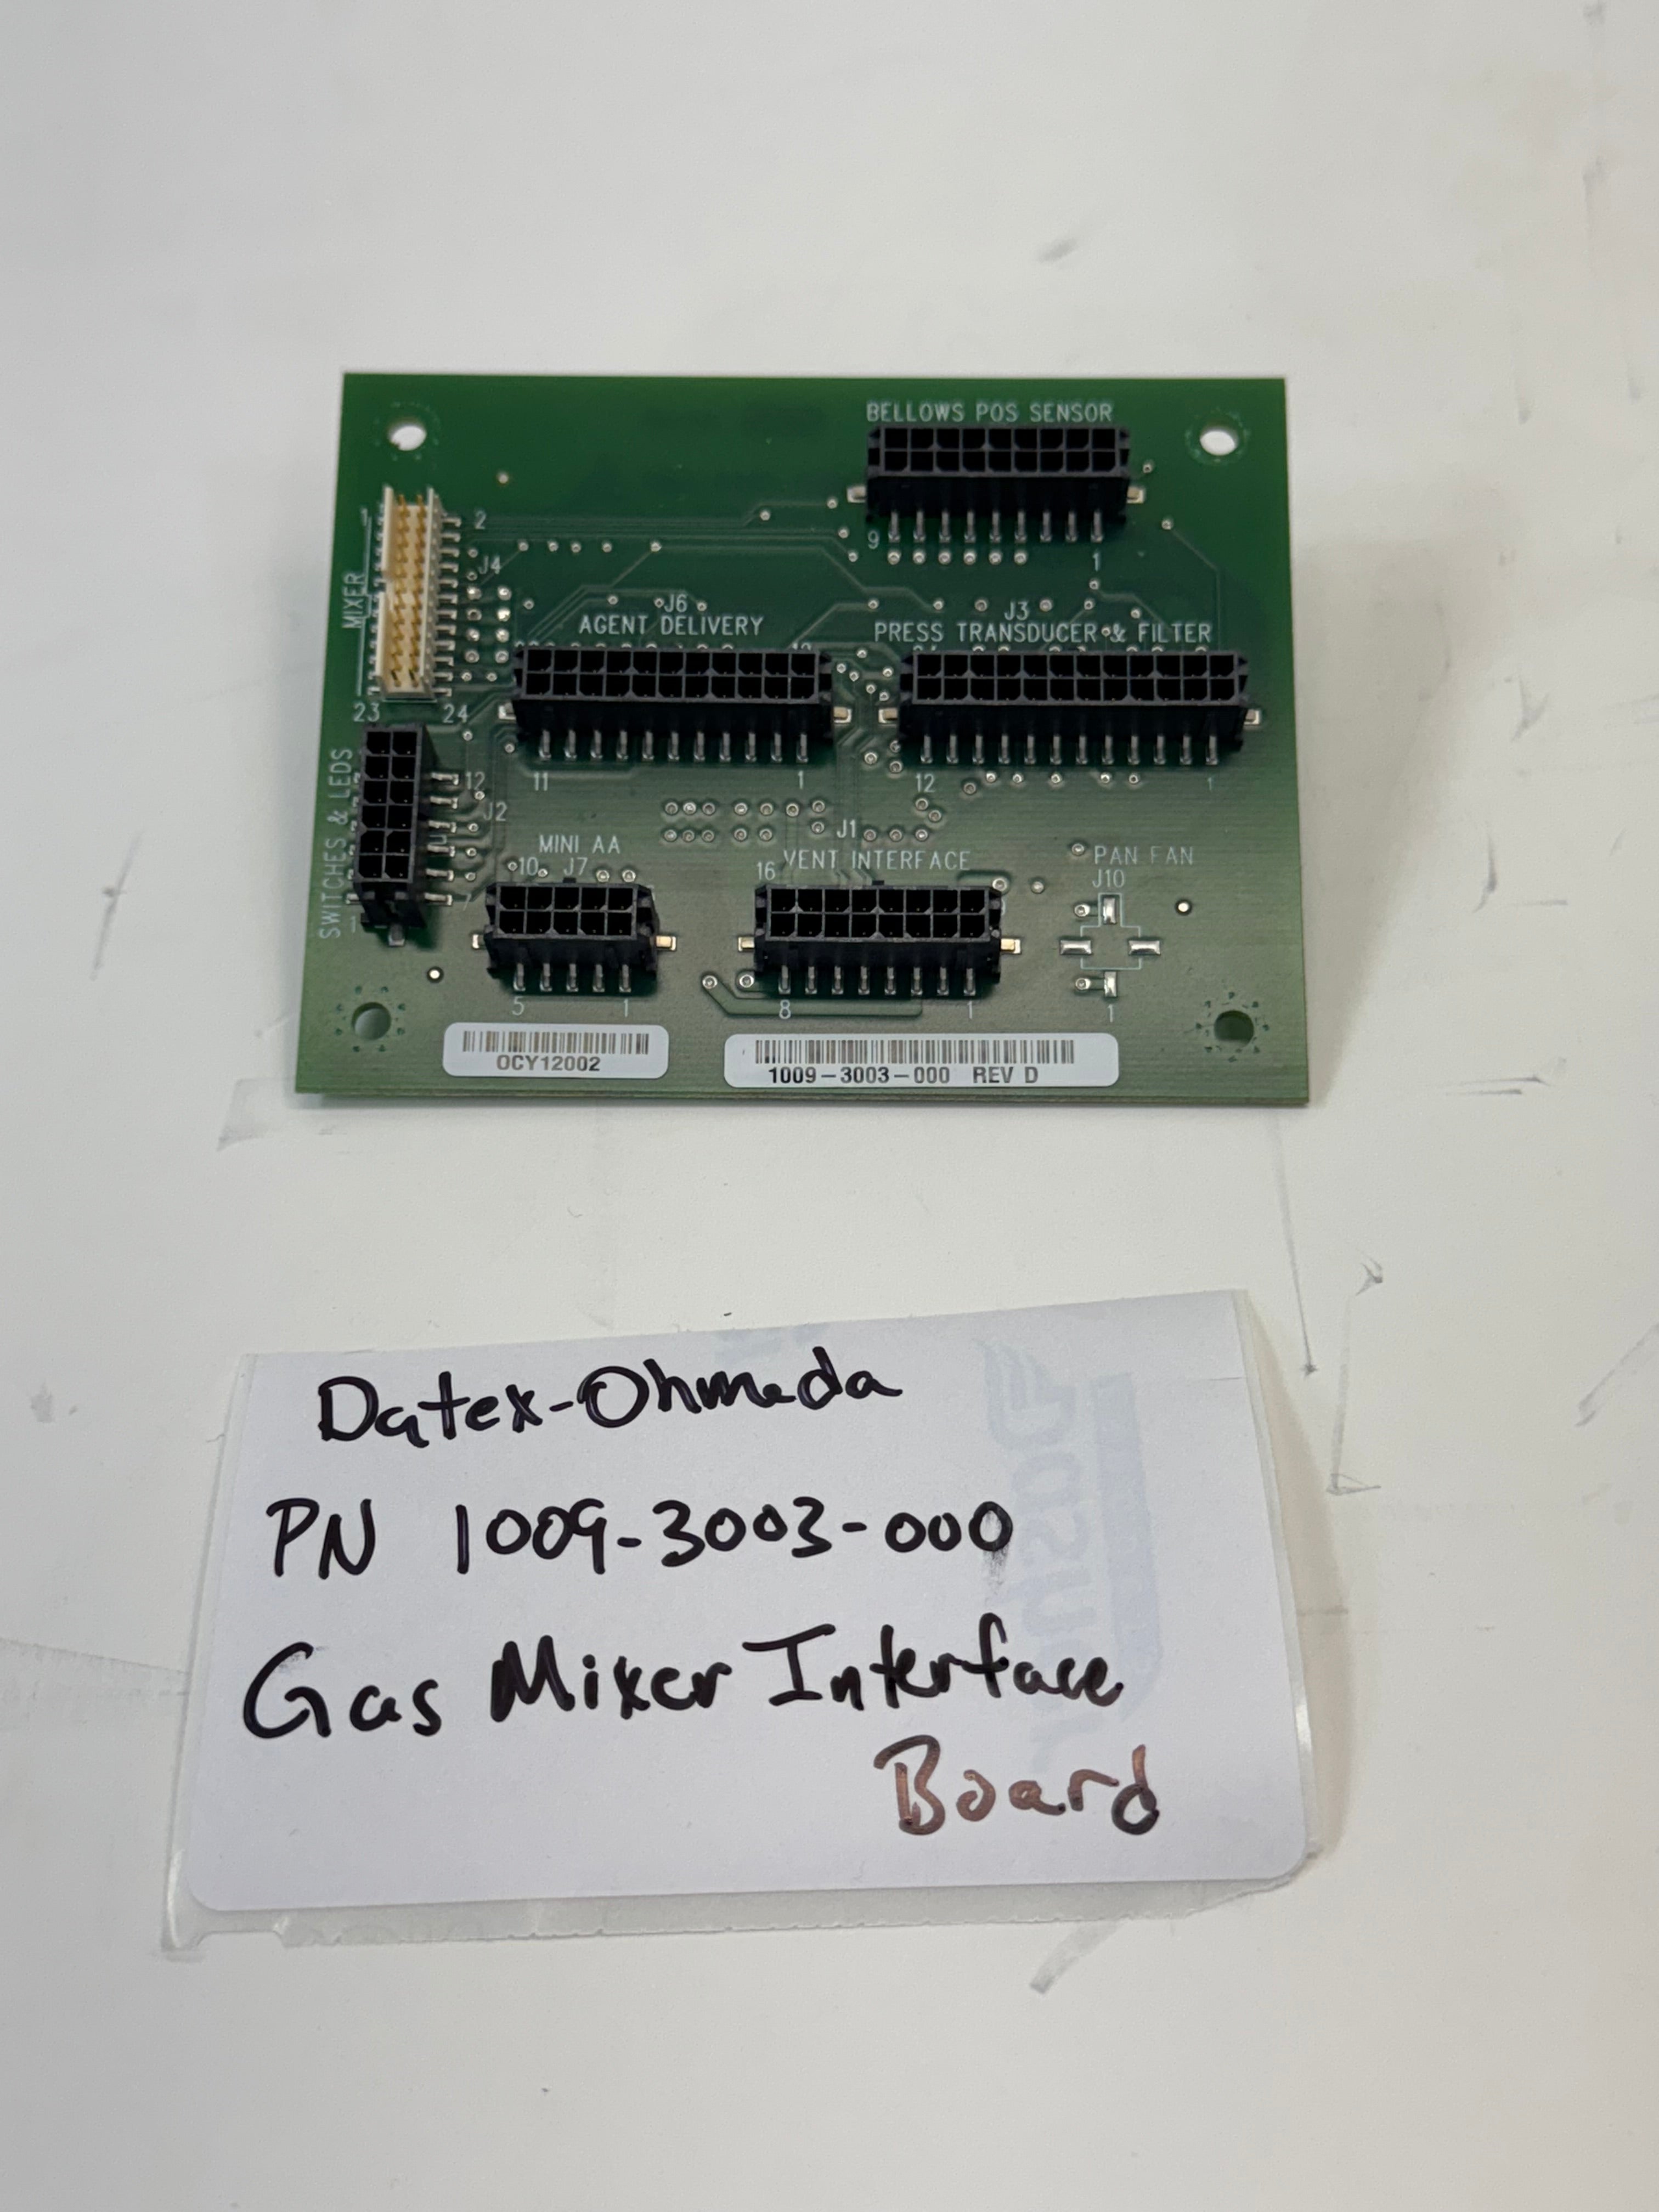 BELLOWS POS SENSOR
9 1
2
J4
MIXER
23 24
J6
AGENT DELIVERY
11 1
J3
PRESS TRANSDUCER & FILTER
12 1
SWITCHES & LEDS
12
J2
MINI AA
10 J7
5 1
J1
VENT INTERFACE
16
8 1
PAN FAN
J10
1
OCY12002
1009-3003-000 REV D
Datex-Ohmeda
PN 1009-3003-000
Gas Mixer Interface
Board